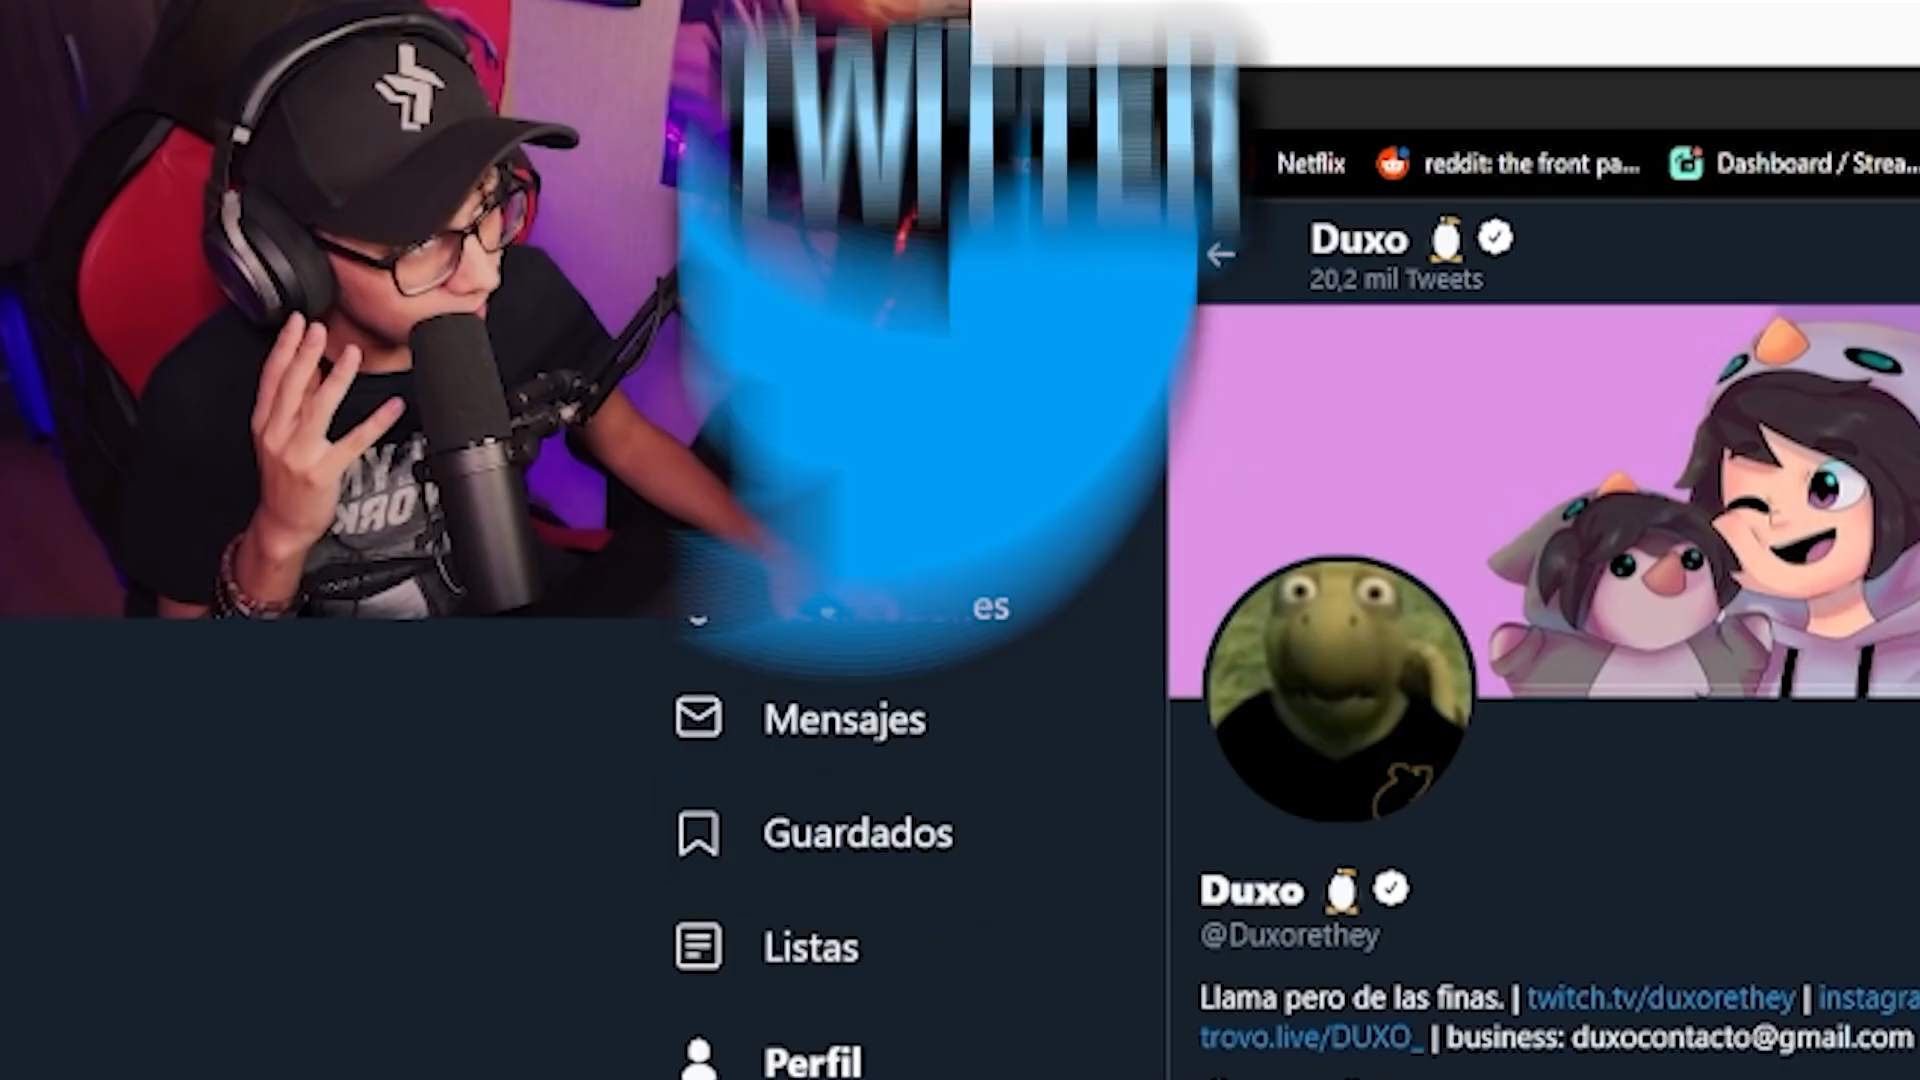 TWITTER
Netflix
reddit: the front pa...
Dashboard / Strea...
Duxo
20,2 mil Tweets
es
Mensajes
Guardados
Listas
Perfil
Duxo
@Duxorethey
Llama pero de las finas. | twitch.tv/duxorethey | instagra
trovo.live/DUXO_ | business: duxocontacto@gmail.com